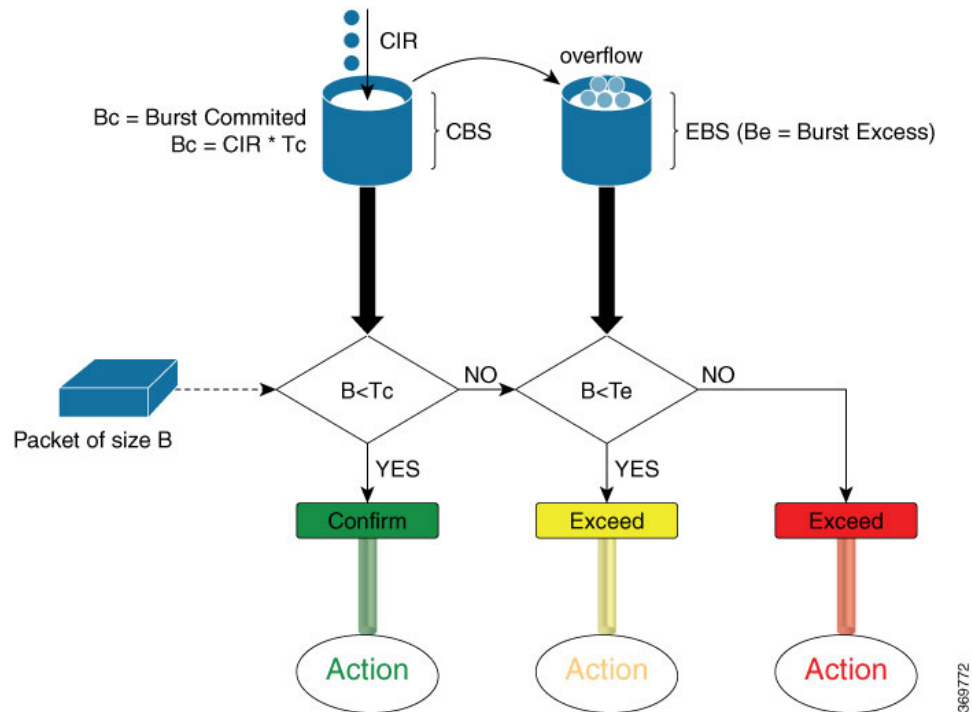 CIR
overflow
Bc = Burst Commited
Bc = CIR * Tc
CBS
EBS (Be = Burst Excess)
B<Tc
NO
B<Te
NO
Packet of size B
YES
YES
Confirm
Exceed
Exceed
Action
Action
Action
369772